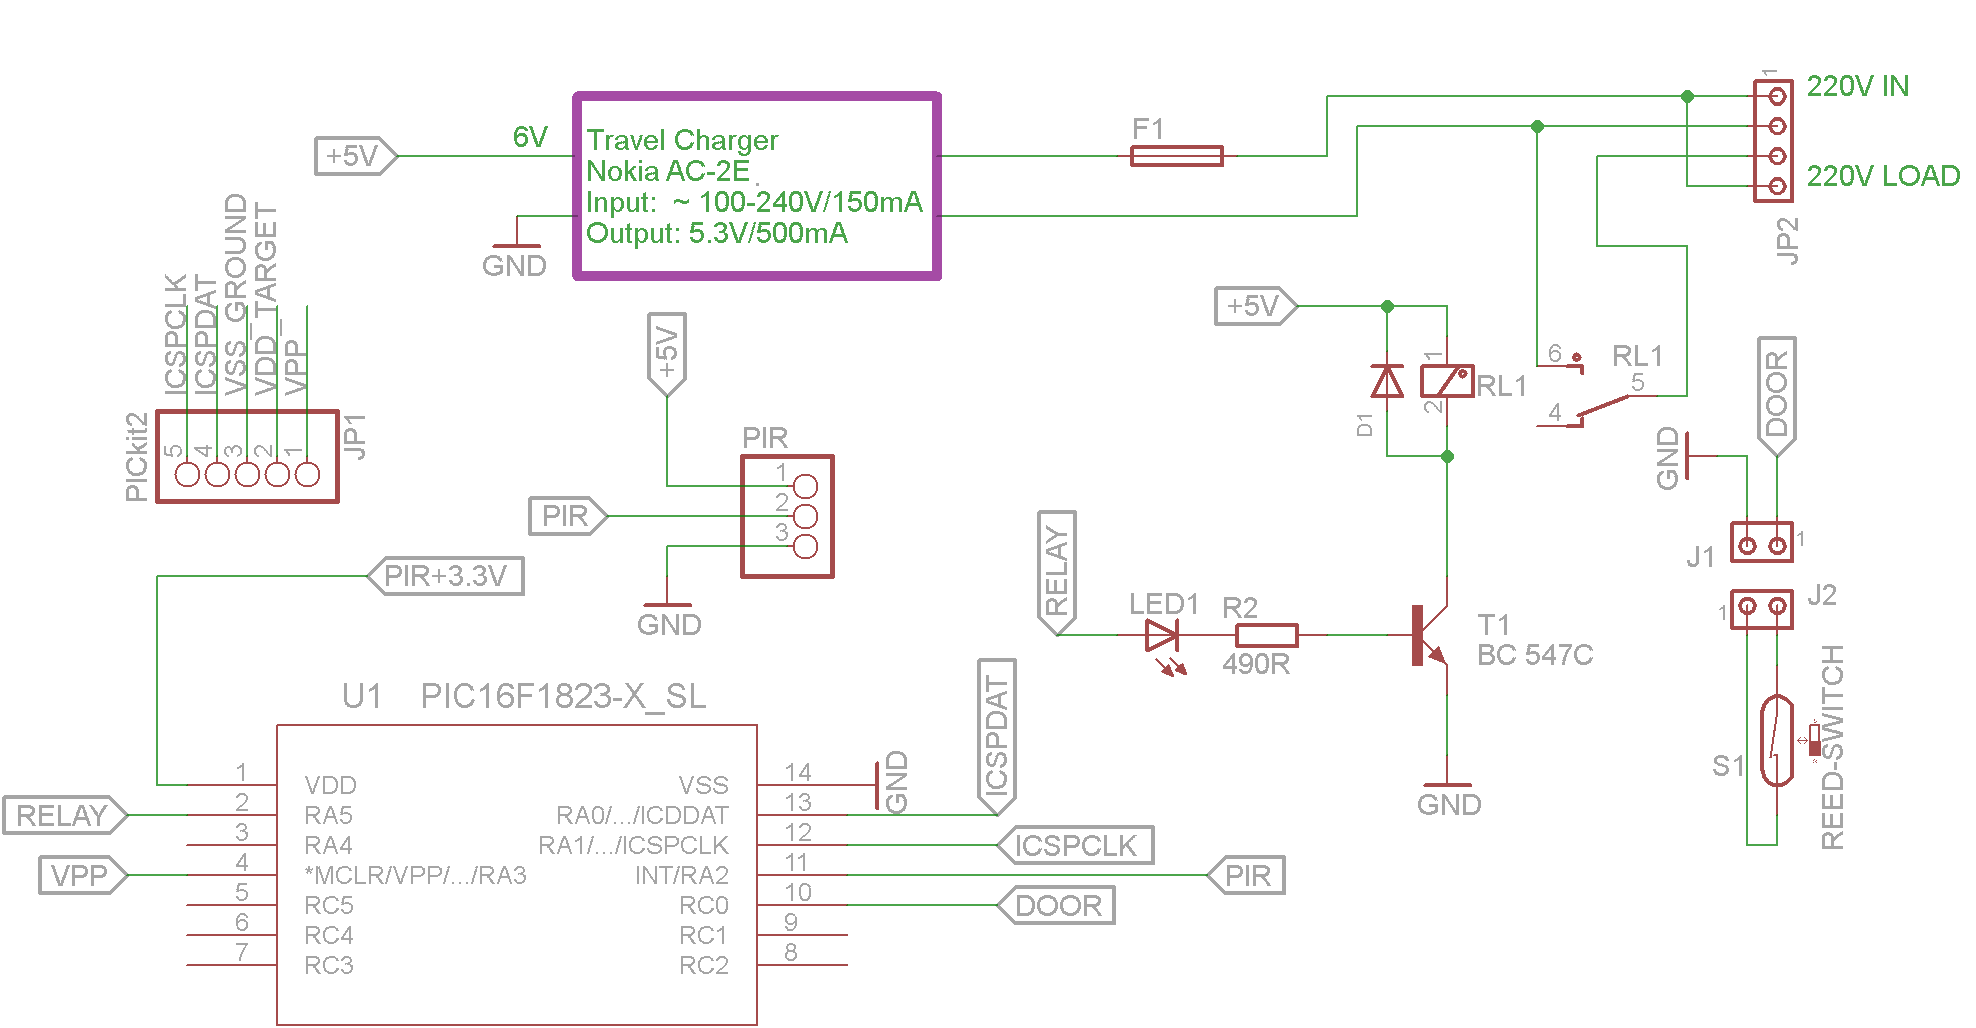 220V IN
1
F1
6V
+5V
Travel Charger
Nokia AC-2E
Input: ~ 100-240V/150mA
Output: 5.3V/500mA
220V LOAD
JP2
GND
ICSPCLK
ICSPDAT
VSS_GROUND
VDD_TARGET
VPP_
PICkit2
5
4
3
2
1
JP1
+5V
+5V
1
2
RL1
D1
6
5
4
RL1
DOOR
GND
PIR
1
2
3
PIR
GND
PIR+3.3V
RELAY
LED1
R2
490R
T1
BC 547C
GND
J1
1
1
J2
S1
REED-SWITCH
U1 PIC16F1823-X_SL
ICSPDAT
1 VDD VSS 14 GND
RELAY 2 RA5 RA0/.../ICDDAT 13
3 RA4 RA1/.../ICSPCLK 12 ICSPCLK
VPP 4 *MCLR/VPP/.../RA3 INT/RA2 11 PIR
5 RC5 RC0 10 DOOR
6 RC4 RC1 9
7 RC3 RC2 8